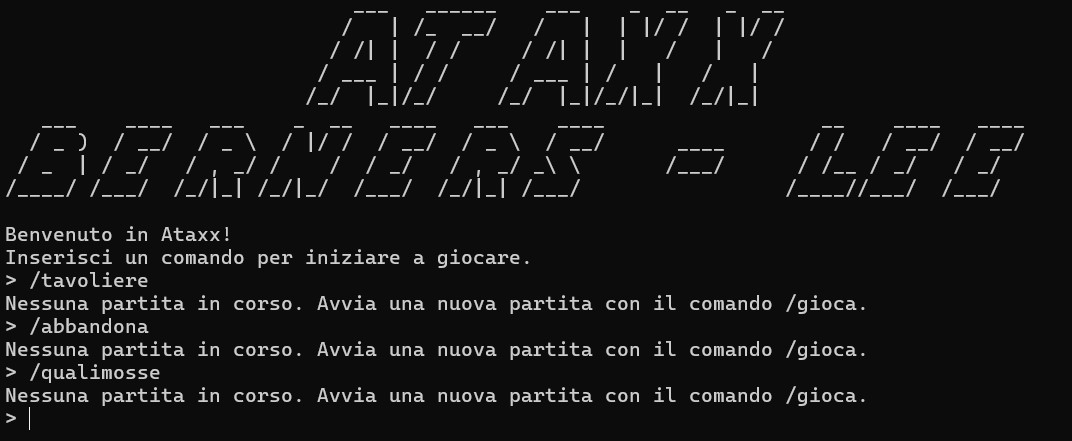 ATAXX
BERNERS - LEE
Benvenuto in Ataxx!
Inserisci un comando per iniziare a giocare.
> /tavoliere
Nessuna partita in corso. Avvia una nuova partita con il comando /gioca.
> /abbandona
Nessuna partita in corso. Avvia una nuova partita con il comando /gioca.
> /qualimosse
Nessuna partita in corso. Avvia una nuova partita con il comando /gioca.
>